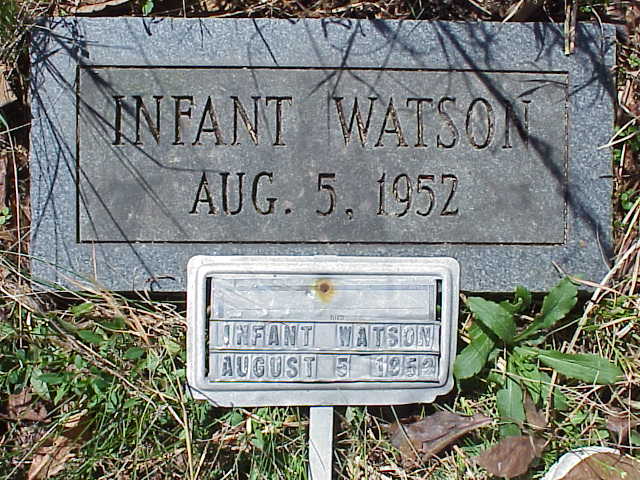 INFANT WATSON
AUG. 5, 1952
INFANT WATSON
AUGUST 5 1952